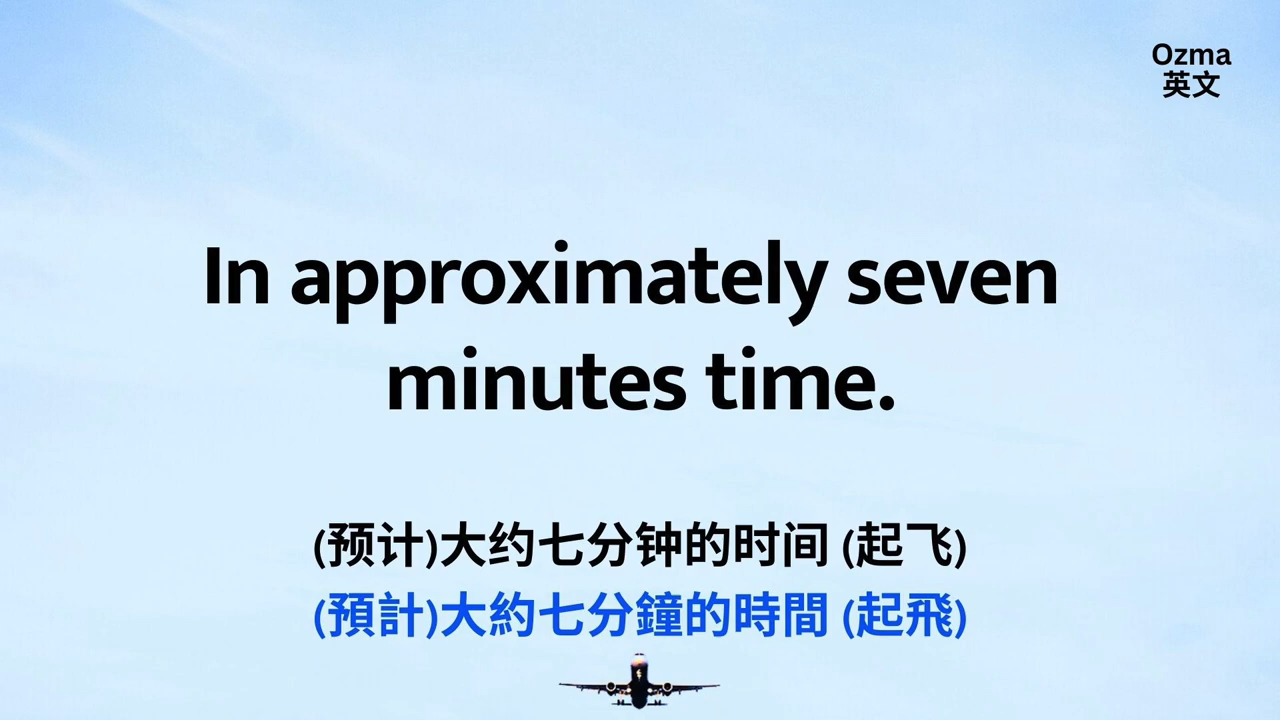 Ozma
英文
In approximately seven
minutes time.
(预计)大约七分钟的时间 (起飞)
(預計)大約七分鐘的時間 (起飛)